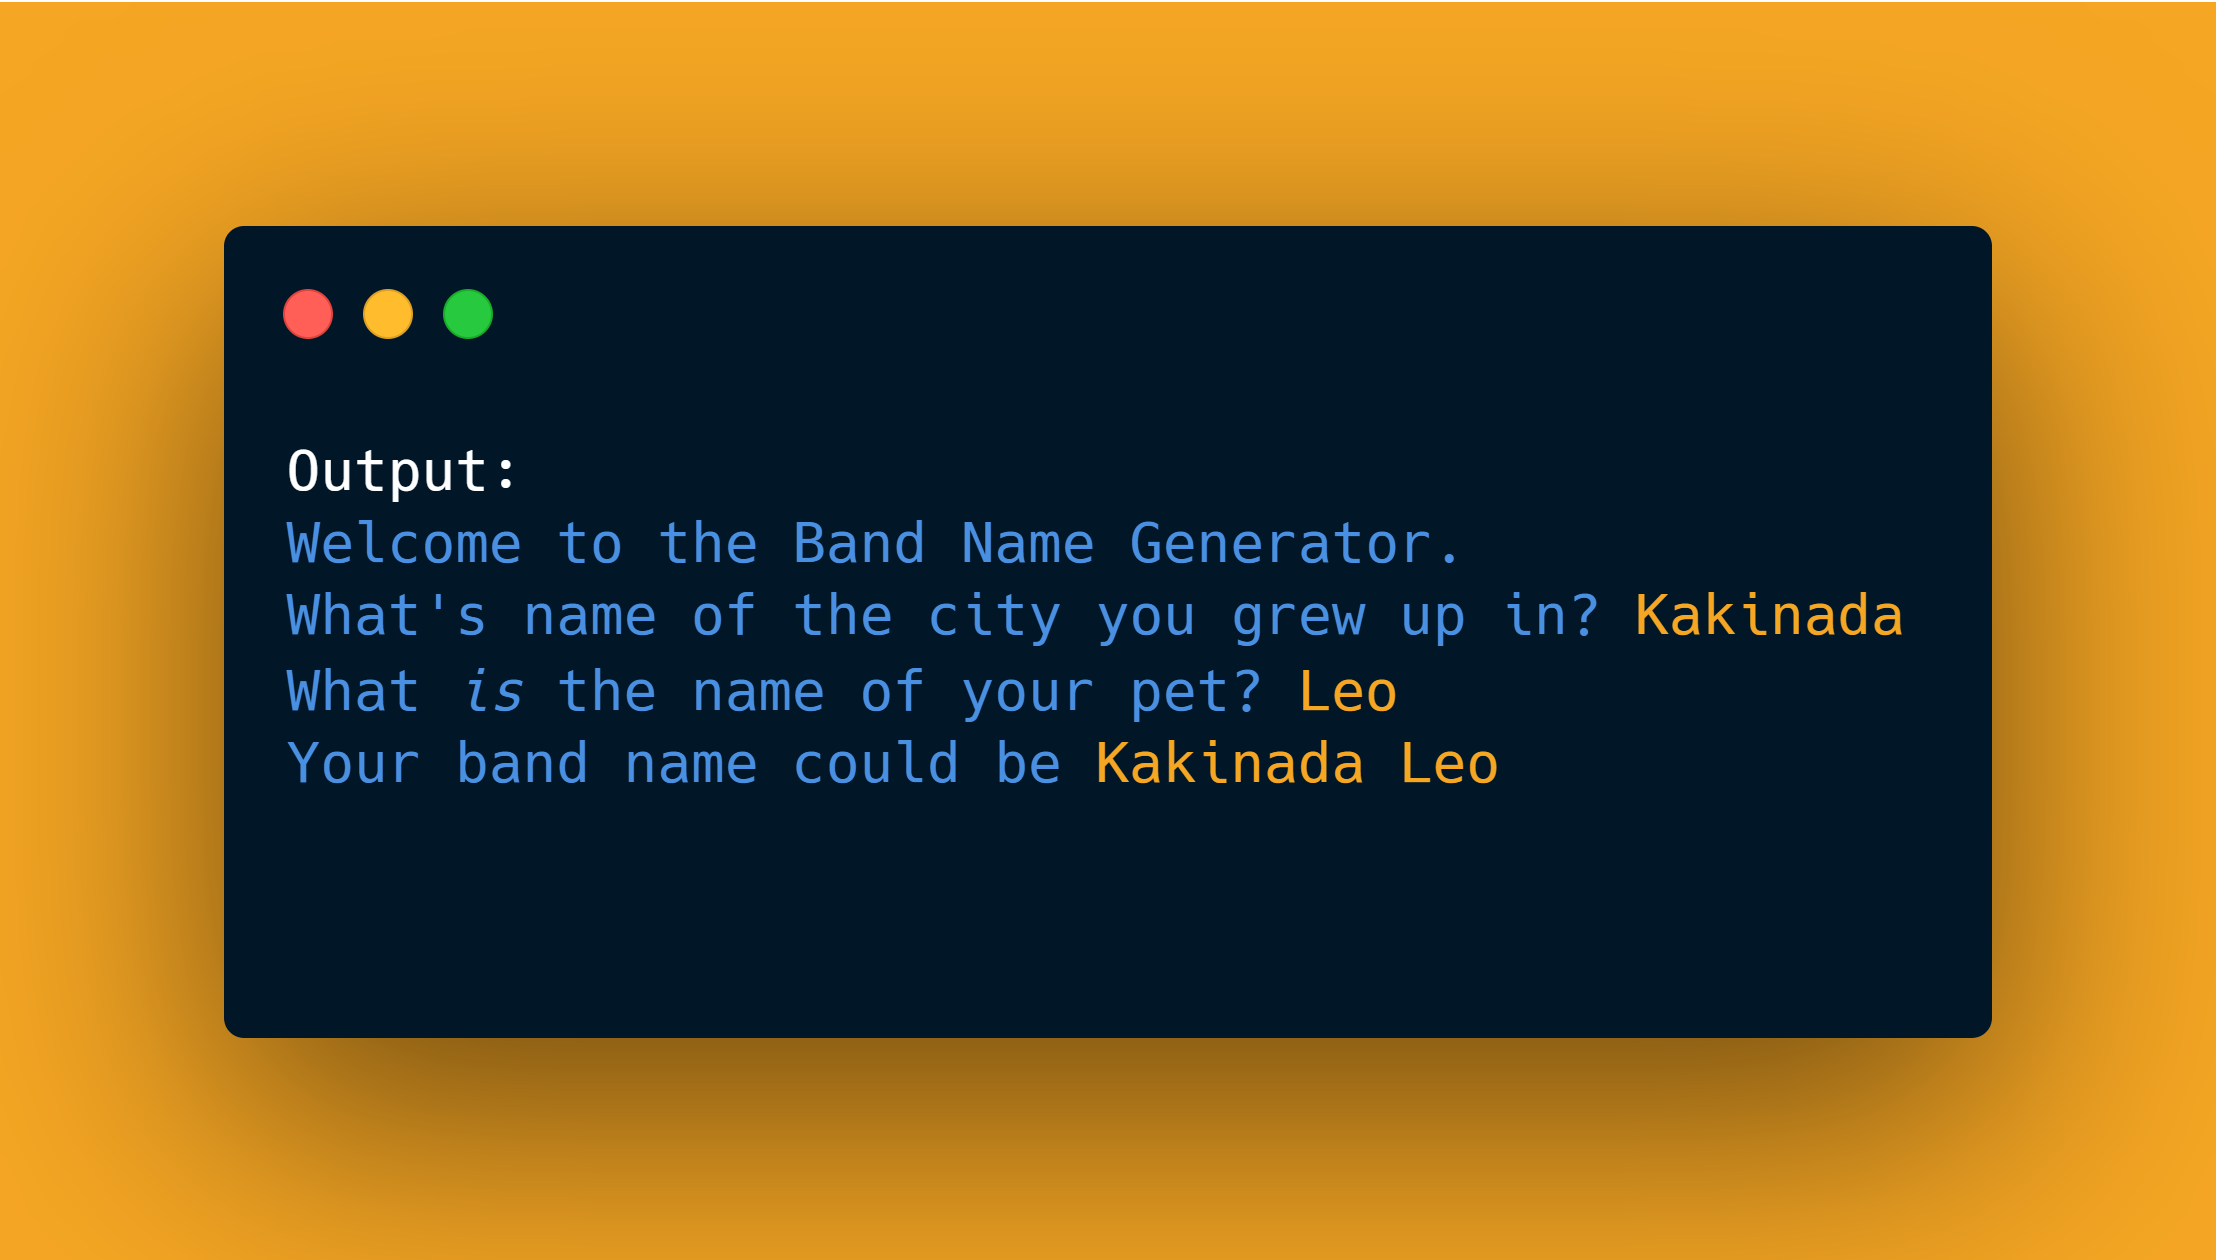 Output:
Welcome to the Band Name Generator.
What's name of the city you grew up in? Kakinada
What is the name of your pet? Leo
Your band name could be Kakinada Leo